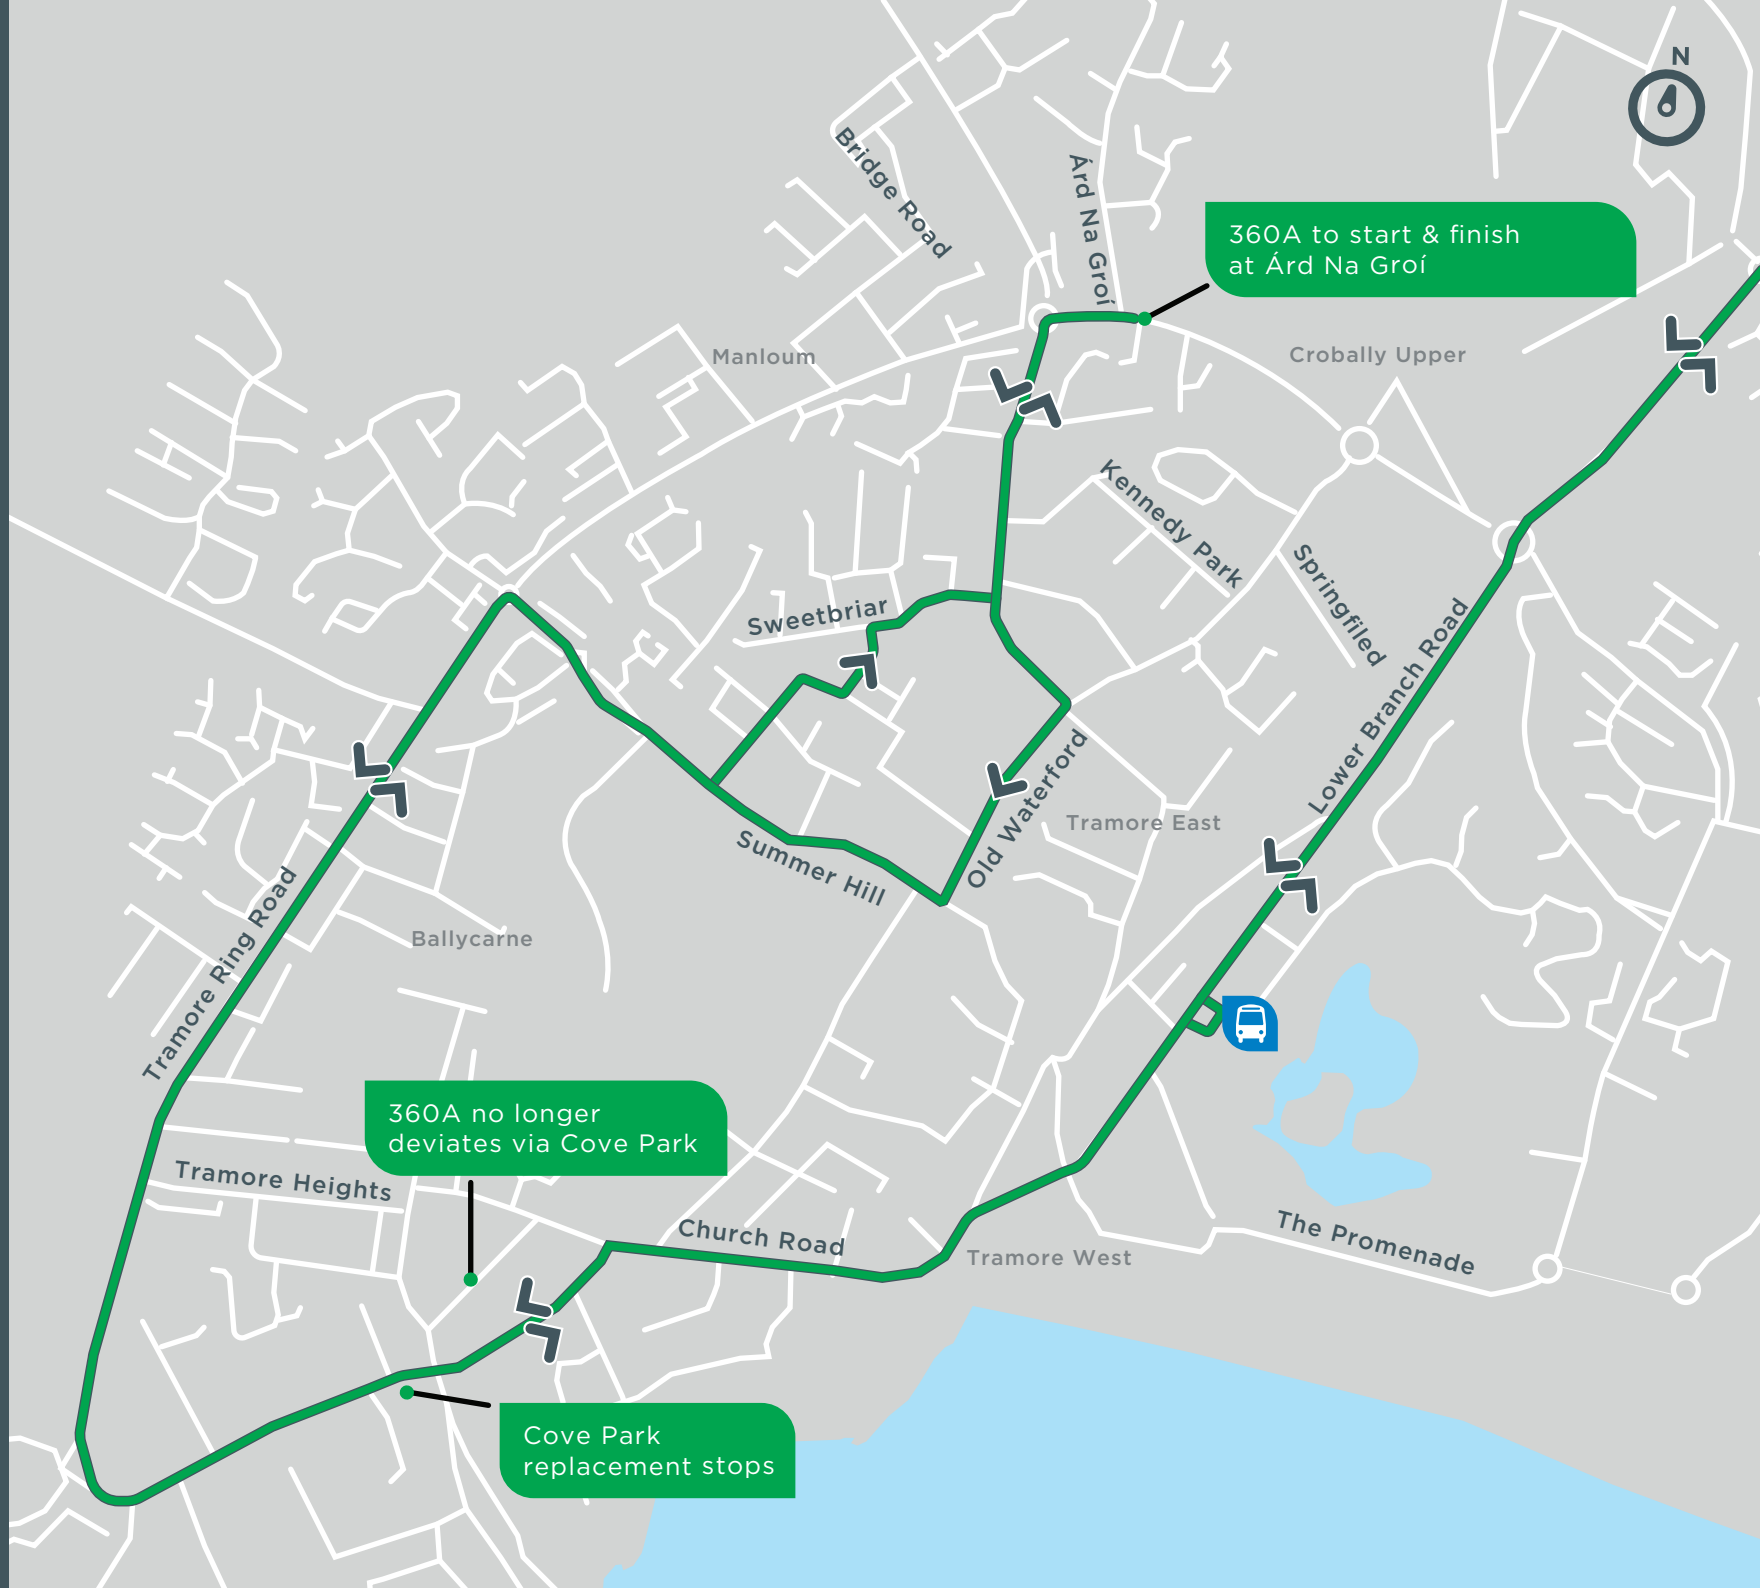 N
Bridge Road
Árd Na Groí
360A to start & finish
at Árd Na Groí
Manloum
Crobally Upper
Kennedy Park
Springfiled
Sweetbriar
Lower Branch Road
Old Waterford
Tramore East
Summer Hill
Tramore Ring Road
Ballycarne
360A no longer
deviates via Cove Park
Tramore Heights
Church Road
Tramore West
The Promenade
Cove Park
replacement stops